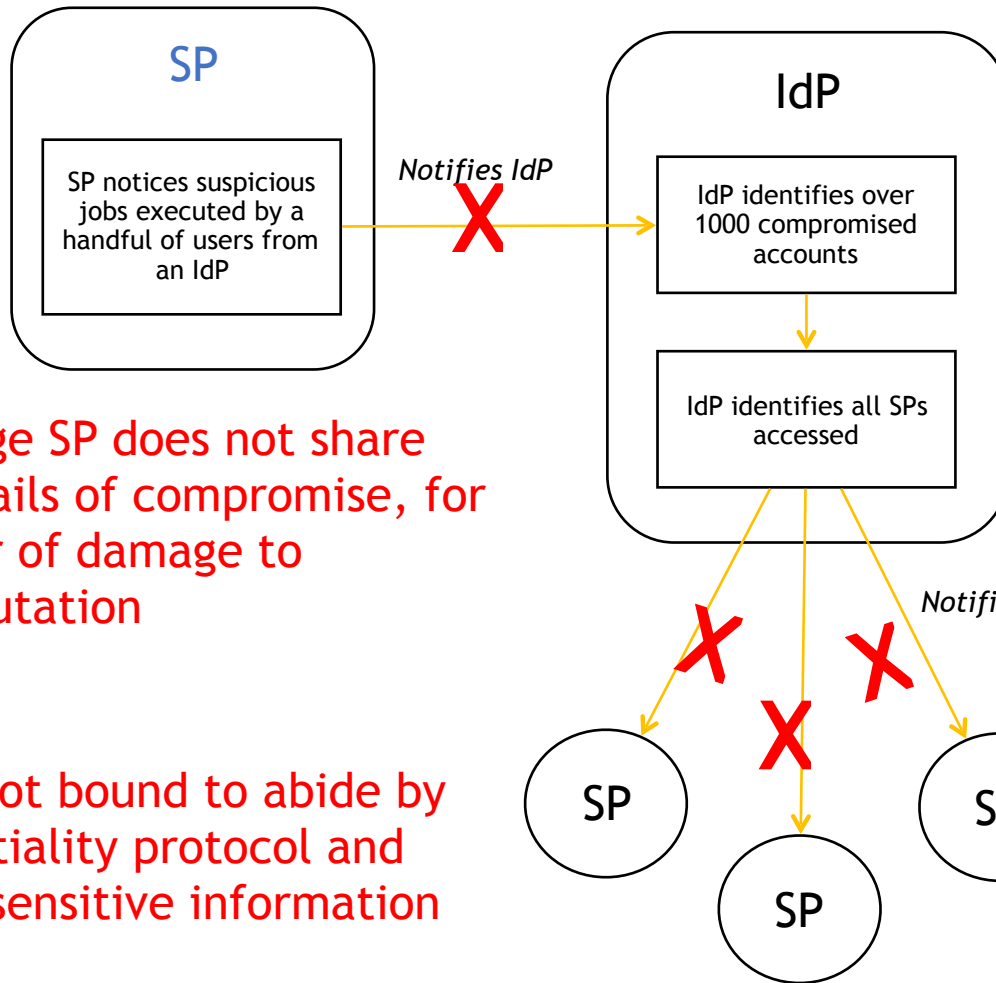 SP
SP notices suspicious
jobs executed by a
handful of users from
an IdP
Notifies IdP
IdP
IdP identifies over
1000 compromised
accounts
IdP identifies all SPs
accessed
ge SP does not share
ails of compromise, for
r of damage to
utation
Notifi
ot bound to abide by
tiality protocol and
sensitive information
SP
SP
S